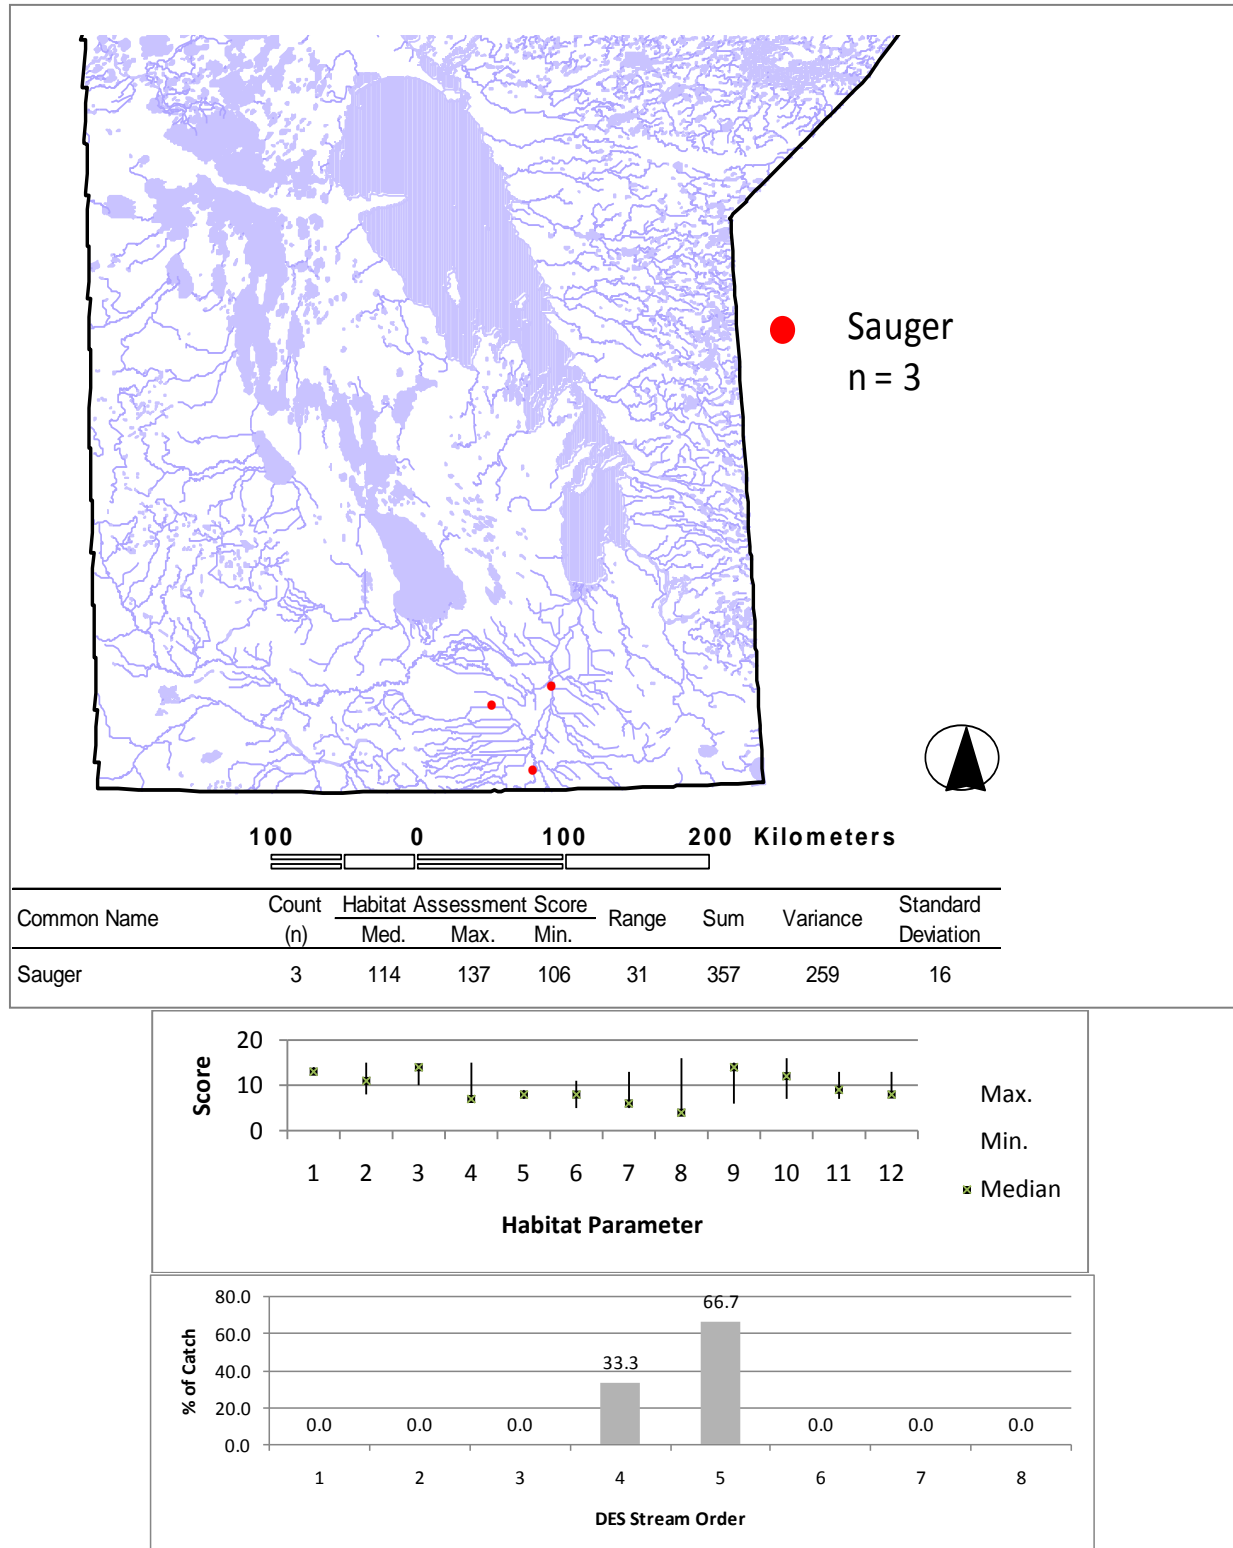 Sauger
n = 3
100 0 100 200 Kilometers
Common Name Count (n) Habitat Assessment Score Range Sum Variance Standard Deviation
Med. Max. Min.
Sauger 3 114 137 106 31 357 259 16
20
10
0
Score
1 2 3 4 5 6 7 8 9 10 11 12
Habitat Parameter
Max.
Min.
Median
80.0
60.0
40.0
20.0
0.0
% of Catch
0.0 0.0 0.0 33.3 66.7 0.0 0.0 0.0
1 2 3 4 5 6 7 8
DES Stream Order